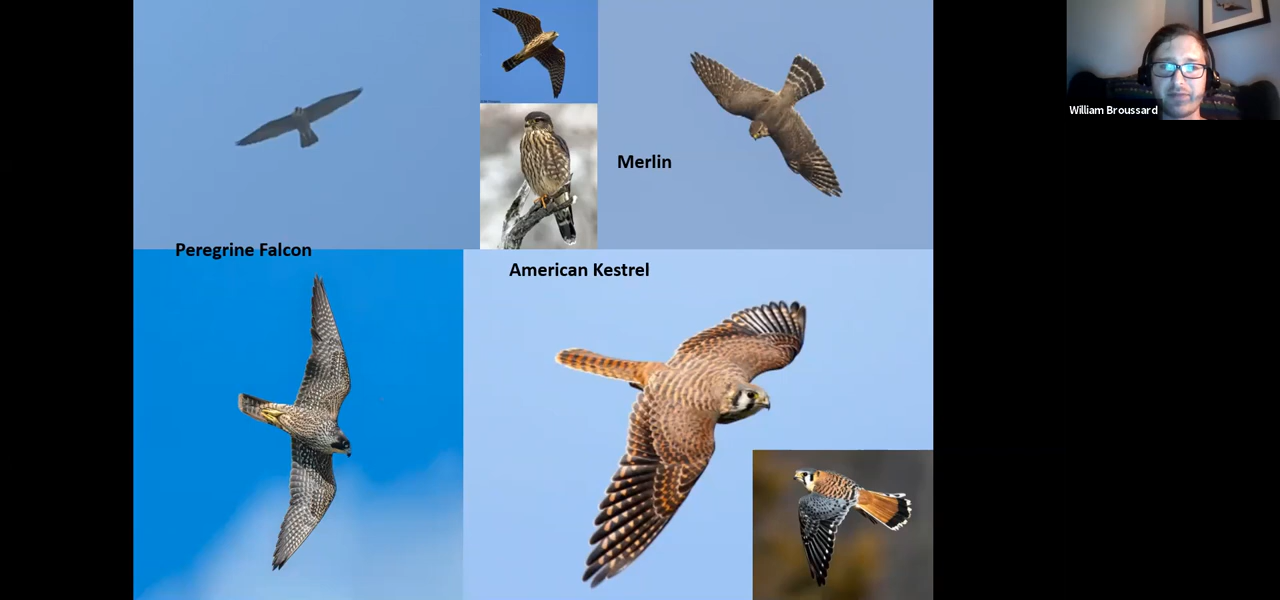 Merlin
Peregrine Falcon
American Kestrel
William Broussard